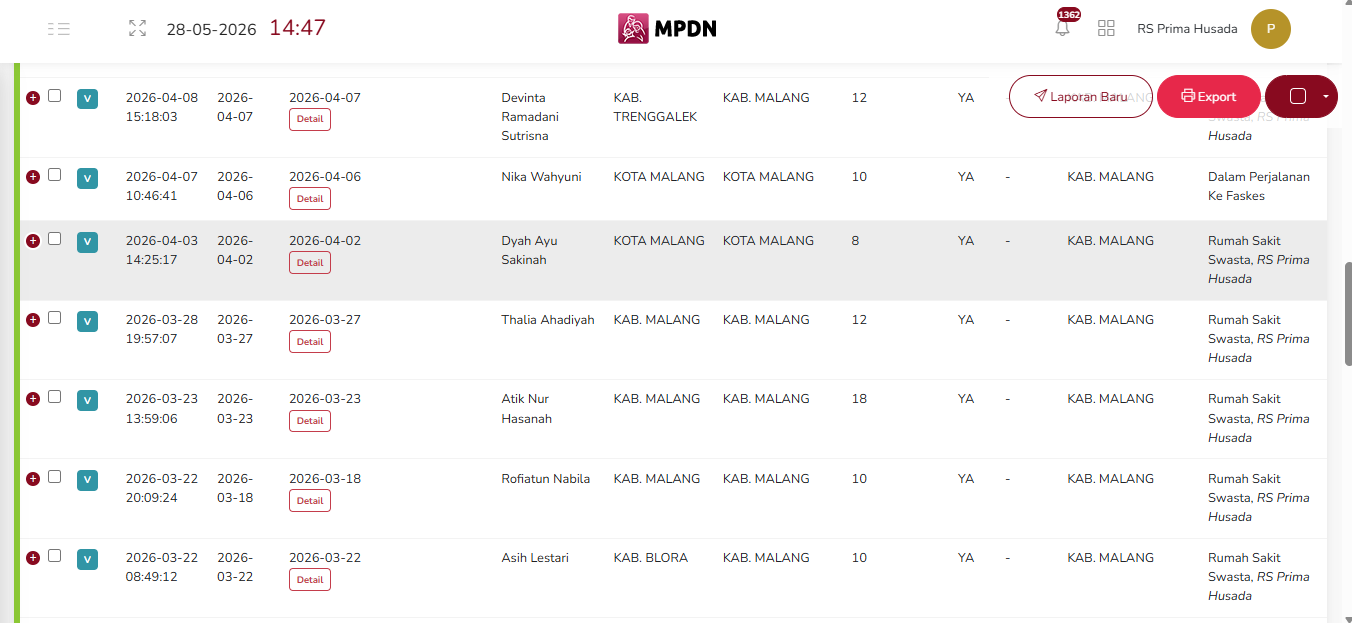 28-05-2026 14:47
MPDN
1362
RS Prima Husada
P
Laporan Baru
Export
V 2026-04-08 2026- 2026-04-07 Devinta KAB. KAB. MALANG 12 YA -
15:18:03 04-07 Detail Ramadani TRENGGALEK
Sutrisna Husada
V 2026-04-07 2026- 2026-04-06 Nika Wahyuni KOTA MALANG KOTA MALANG 10 YA - KAB. MALANG Dalam Perjalanan
10:46:41 04-06 Detail Ke Faskes
V 2026-04-03 2026- 2026-04-02 Dyah Ayu KOTA MALANG KOTA MALANG 8 YA - KAB. MALANG Rumah Sakit
14:25:17 04-02 Detail Sakinah Swasta, RS Prima
Husada
V 2026-03-28 2026- 2026-03-27 Thalia Ahadiyah KAB. MALANG KAB. MALANG 12 YA - KAB. MALANG Rumah Sakit
19:57:07 03-27 Detail Swasta, RS Prima
Husada
V 2026-03-23 2026- 2026-03-23 Atik Nur KAB. MALANG KAB. MALANG 18 YA - KAB. MALANG Rumah Sakit
13:59:06 03-23 Detail Hasanah Swasta, RS Prima
Husada
V 2026-03-22 2026- 2026-03-18 Rofiatun Nabila KAB. MALANG KAB. MALANG 10 YA - KAB. MALANG Rumah Sakit
20:09:24 03-18 Detail Swasta, RS Prima
Husada
V 2026-03-22 2026- 2026-03-22 Asih Lestari KAB. BLORA KAB. MALANG 10 YA - KAB. MALANG Rumah Sakit
08:49:12 03-22 Detail Swasta, RS Prima
Husada